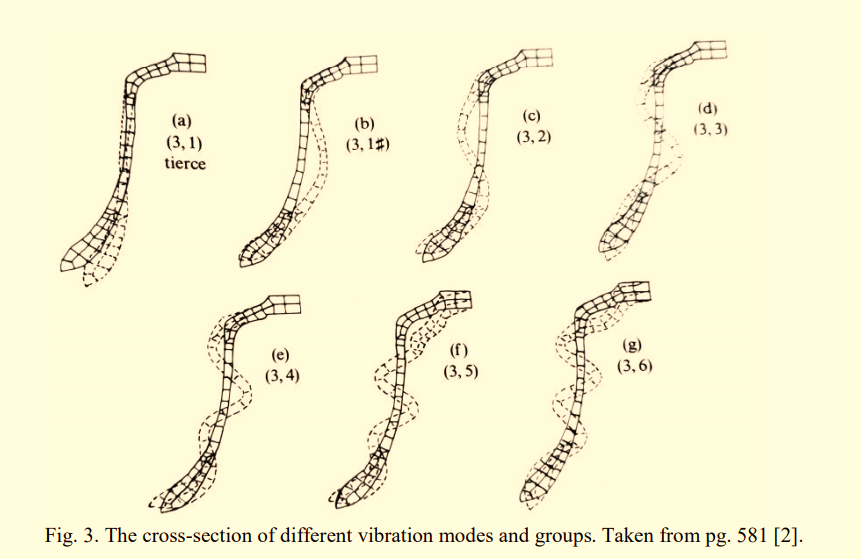 (a)
(3, 1)
tierce
(b)
(3, 1#)
(c)
(3, 2)
(d)
(3, 3)
(e)
(3, 4)
(f)
(3, 5)
(g)
(3, 6)
Fig. 3. The cross-section of different vibration modes and groups. Taken from pg. 581 [2].